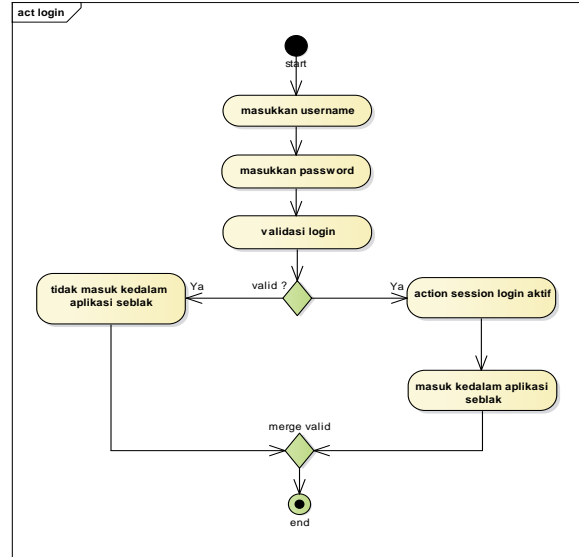 act login
start
masukkan username
masukkan password
validasi login
valid ?
Ya
Ya
tidak masuk kedalam
aplikasi seblak
action session login aktif
masuk kedalam aplikasi
seblak
merge valid
end